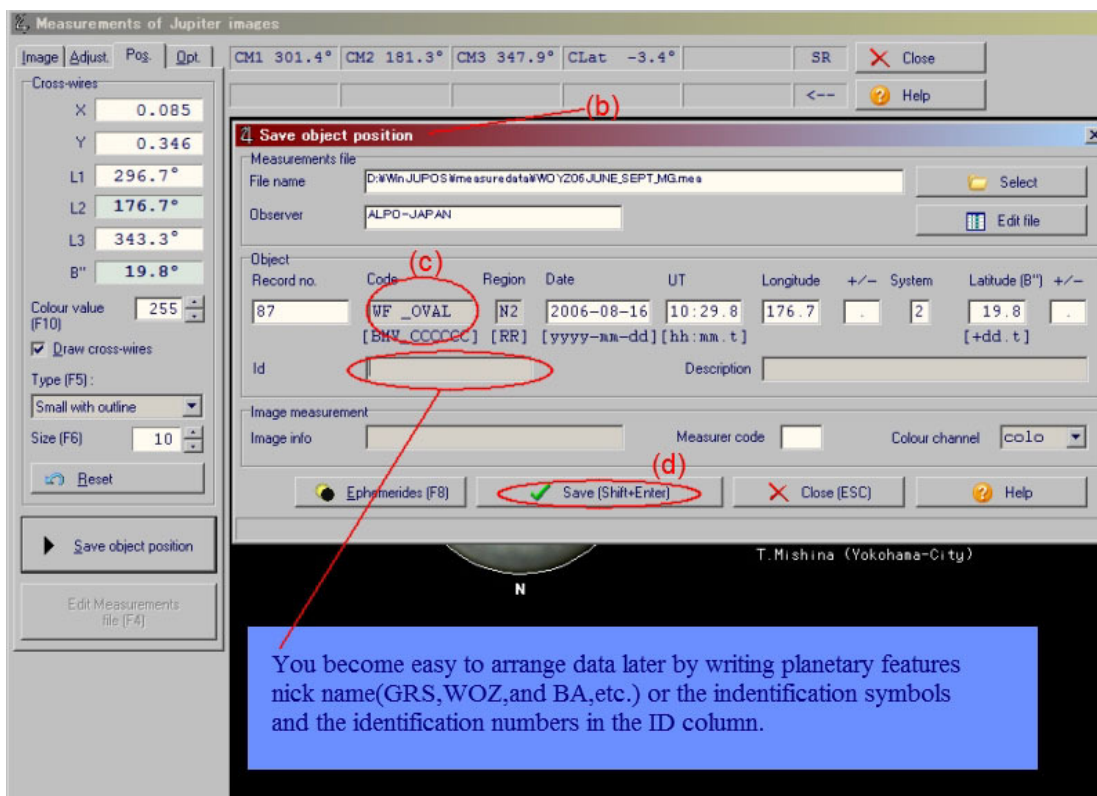 Measurements of Jupiter images
Image Adjust. Pos. Opt.
CM1 301.4° CM2 181.3° CM3 347.9° CLat -3.4° SR Close
<-- Help
Cross-wires
X 0.085
Y 0.346
L1 296.7°
L2 176.7°
L3 343.3°
B" 19.8°
Colour value (F10) 255
Draw cross-wires
Type (F5) :
Small with outline
Size (F6) 10
Reset
Save object position
Edit Measurements
file (F4)
(b)
Save object position
Measurements file
File name D:¥WinJUPOS¥measuredata¥WOYZ06JUNE_SEPT_MG.mea Select
Observer ALPO-JAPAN Edit file
Object
(c)
Record no. Code Region Date UT Longitude +/- System Latitude (B") +/-
87 WF _OVAL N2 2006-08-16 10:29.8 176.7 . 2 19.8 .
[BMV_CCCCCC] [RR] [yyyy-mm-dd] [hh:mm.t] [+dd.t]
Id Description
Image measurement
Image info Measurer code Colour channel colo
(d)
Ephemerides (F8) Save (Shift+Enter) Close (ESC) Help
T.Mishina (Yokohama-City)
N
You become easy to arrange data later by writing planetary features
nick name(GRS,WOZ,and BA,etc.) or the indentification symbols
and the identification numbers in the ID column.